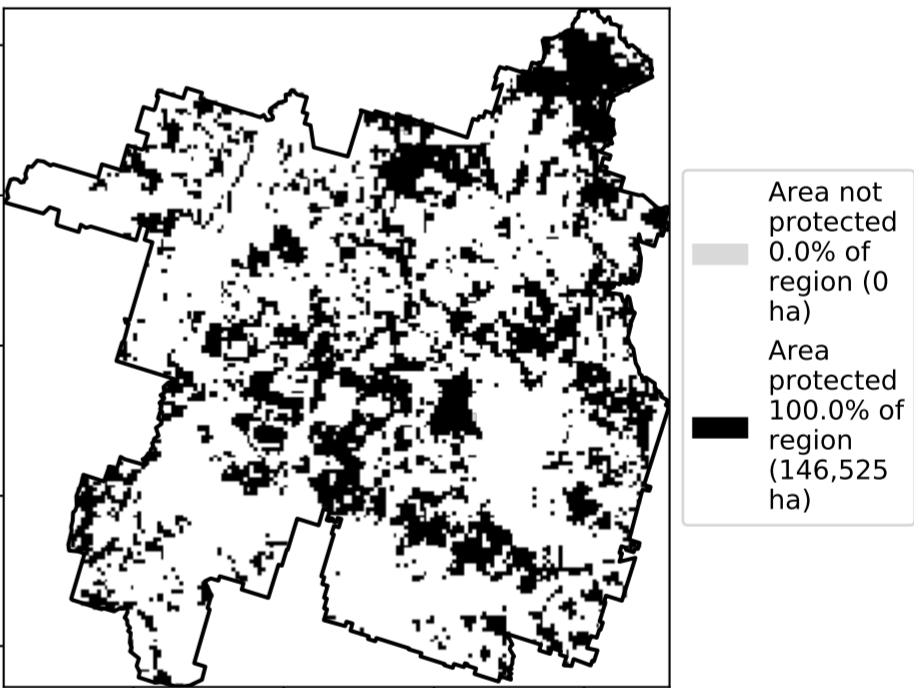 Area not
protected
0.0% of
region (0
ha)
Area
protected
100.0% of
region
(146,525
ha)